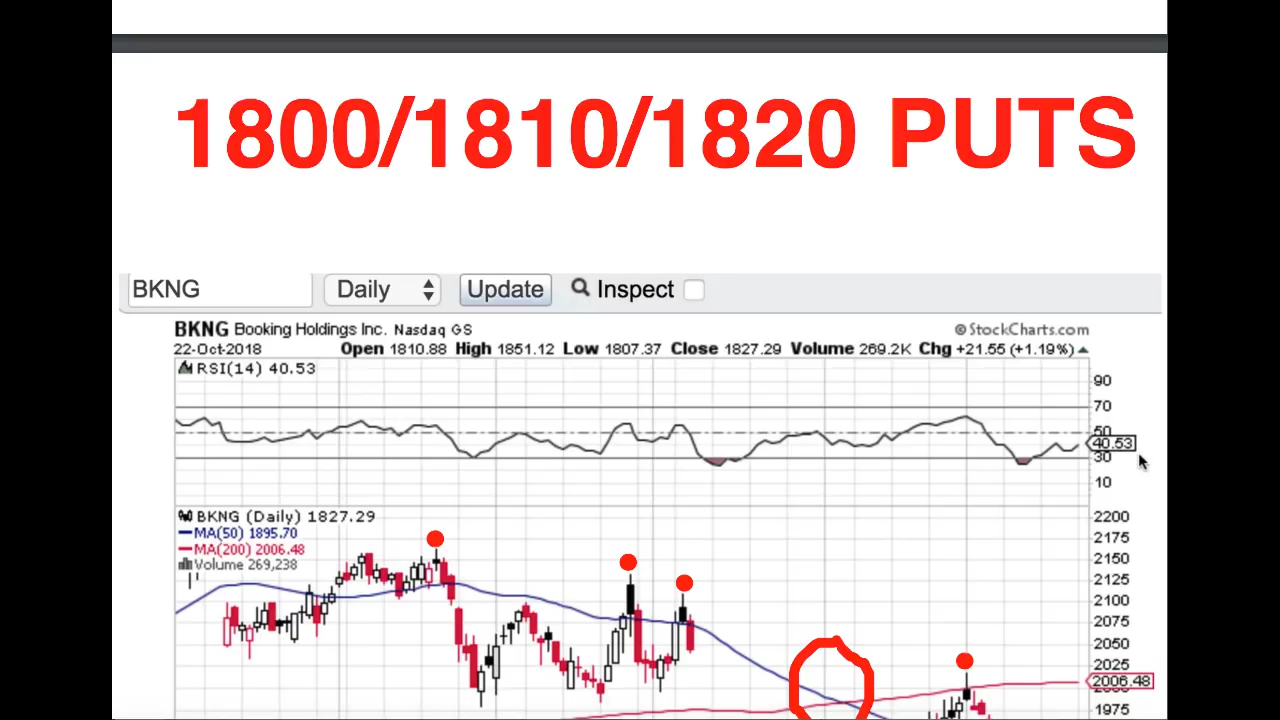 1800/1810/1820 PUTS
BKNG Daily Update Inspect
BKNG Booking Holdings Inc. Nasdaq GS ©StockCharts.com
22-Oct-2018 Open 1810.88 High 1851.12 Low 1807.37 Close 1827.29 Volume 269.2K Chg +21.55 (+1.19%)
RSI(14) 40.53
90
70
50
40.53
30
10
BKNG (Daily) 1827.29
MA(50) 1895.70
MA(200) 2006.48
Volume 269,238
2200
2175
2150
2125
2100
2075
2050
2025
2006.48
1975